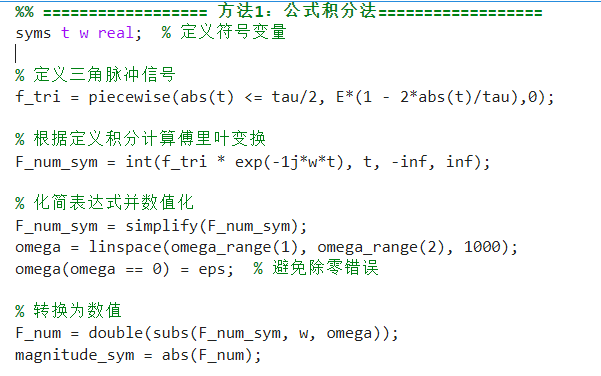 %% ================== 方法1：公式积分法==================
syms t w real;  % 定义符号变量
% 定义三角脉冲信号
f_tri = piecewise(abs(t) <= tau/2, E*(1 - 2*abs(t)/tau),0);
% 根据定义积分计算傅里叶变换
F_num_sym = int(f_tri * exp(-1j*w*t), t, -inf, inf);
% 化简表达式并数值化
F_num_sym = simplify(F_num_sym);
omega = linspace(omega_range(1), omega_range(2), 1000);
omega(omega == 0) = eps;  % 避免除零错误
% 转换为数值
F_num = double(subs(F_num_sym, w, omega));
magnitude_sym = abs(F_num);